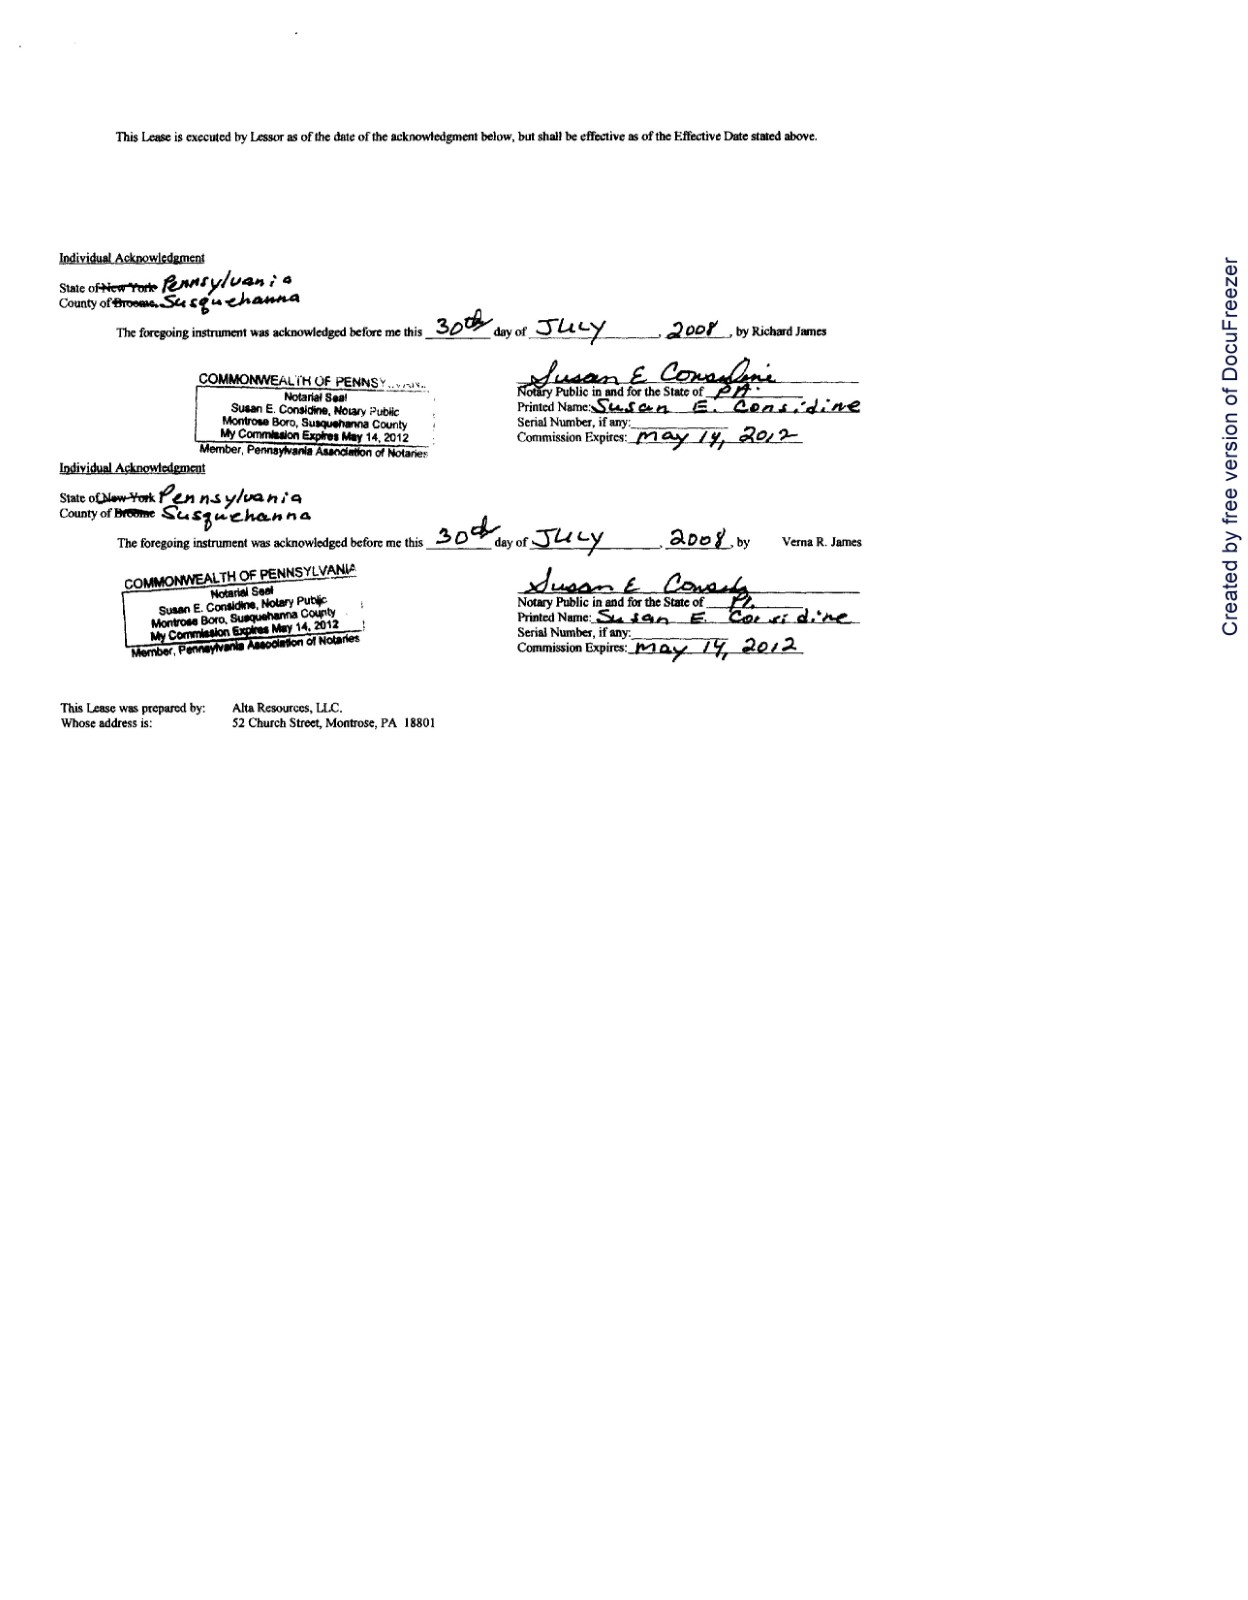 This Lease is executed by Lessor as of the date of the acknowledgment below, but shall be effective as of the Effective Date stated above.
Individual Acknowledgment
State of New York Pennsylvania
County of Broome Susquehanna
The foregoing instrument was acknowledged before me this 30th day of July, 2008, by Richard James
COMMONWEALTH OF PENNSY
Notarial Seal
Susan E. Considine, Notary Public
Montrose Boro, Susquehanna County
My Commission Expires May 14, 2012
Member, Pennsylvania Association of Notaries
Susan E Considine
Notary Public in and for the State of PA.
Printed Name: Susan E. Considine
Serial Number, if any:
Commission Expires: May 14, 2012
Individual Acknowledgment
State of New York Pennsylvania
County of Broome Susquehanna
The foregoing instrument was acknowledged before me this 30th day of July, 2008, by Verna R. James
COMMONWEALTH OF PENNSYLVANIA
Notarial Seal
Susan E. Considine, Notary Public
Montrose Boro, Susquehanna County
My Commission Expires May 14, 2012
Member, Pennsylvania Association of Notaries
Susan E
Notary Public in and for the State of
Printed Name: Susan E. Considine
Serial Number, if any:
Commission Expires: May 14, 2012
This Lease was prepared by: Alta Resources, LLC.
Whose address is: 52 Church Street, Montrose, PA 18801
Created by free version of DocuFreezer